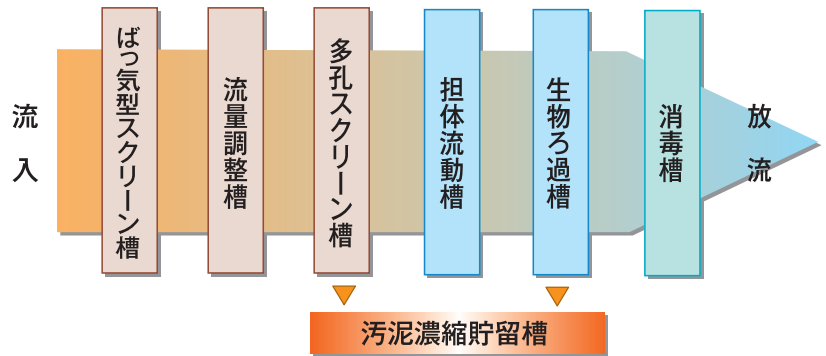 流入
ばっ気型スクリーン槽
流量調整槽
多孔スクリーン槽
担体流動槽
生物ろ過槽
消毒槽
放流
汚泥濃縮貯留槽